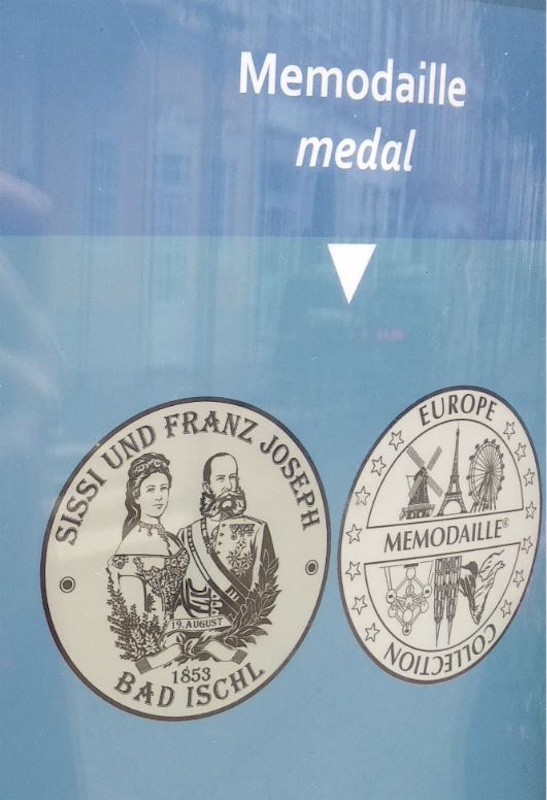 Memodaille
medal
SISSI UND FRANZ JOSEPH
19. AUGUST
1853
BAD ISCHL
EUROPE
MEMODAILLE®
COLLECTION